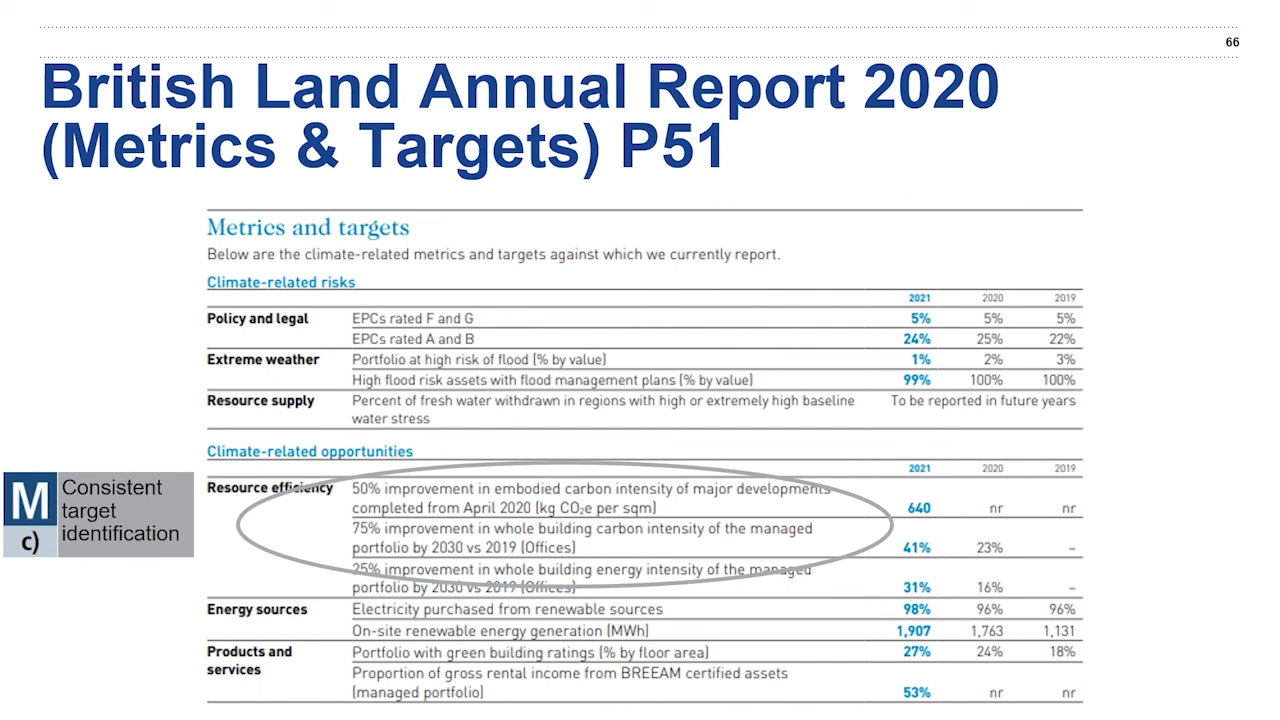 66
British Land Annual Report 2020
(Metrics & Targets) P51
Metrics and targets
Below are the climate-related metrics and targets against which we currently report.
Climate-related risks
2021 2020 2019
Policy and legal EPCs rated F and G 5% 5% 5%
EPCs rated A and B 24% 25% 22%
Extreme weather Portfolio at high risk of flood (% by value) 1% 2% 3%
High flood risk assets with flood management plans (% by value) 99% 100% 100%
Resource supply Percent of fresh water withdrawn in regions with high or extremely high baseline To be reported in future years
water stress
Climate-related opportunities
2021 2020 2019
Resource efficiency 50% improvement in embodied carbon intensity of major developments
completed from April 2020 (kg CO₂e per sqm) 640 nr nr
75% improvement in whole building carbon intensity of the managed
portfolio by 2030 vs 2019 (Offices) 41% 23% –
25% improvement in whole building energy intensity of the managed
portfolio by 2030 vs 2019 (Offices) 31% 16% –
Energy sources Electricity purchased from renewable sources 98% 96% 96%
On-site renewable energy generation (MWh) 1,907 1,763 1,131
Products and Portfolio with green building ratings (% by floor area) 27% 24% 18%
services Proportion of gross rental income from BREEAM certified assets
(managed portfolio) 53% nr nr
M
c)
Consistent
target
identification